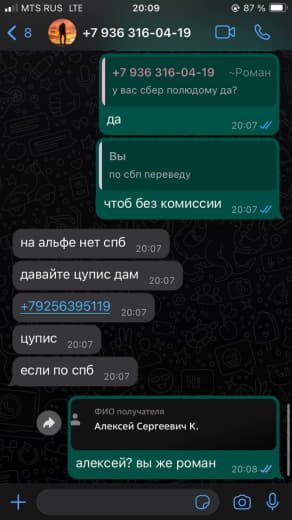 MTS RUS LTE
20:09
87 %
8
+7 936 316-04-19
+7 936 316-04-19 ~Роман
у вас сбер полюдому да?
да
20:07
Вы
по сбп переведу
чтоб без комиссии
20:07
на альфе нет спб
20:07
давайте цупис дам
20:07
+79256395119
20:07
цупис
20:07
если по спб
20:07
ФИО получателя
Алексей Сергеевич К.
алексей? вы же роман
20:08